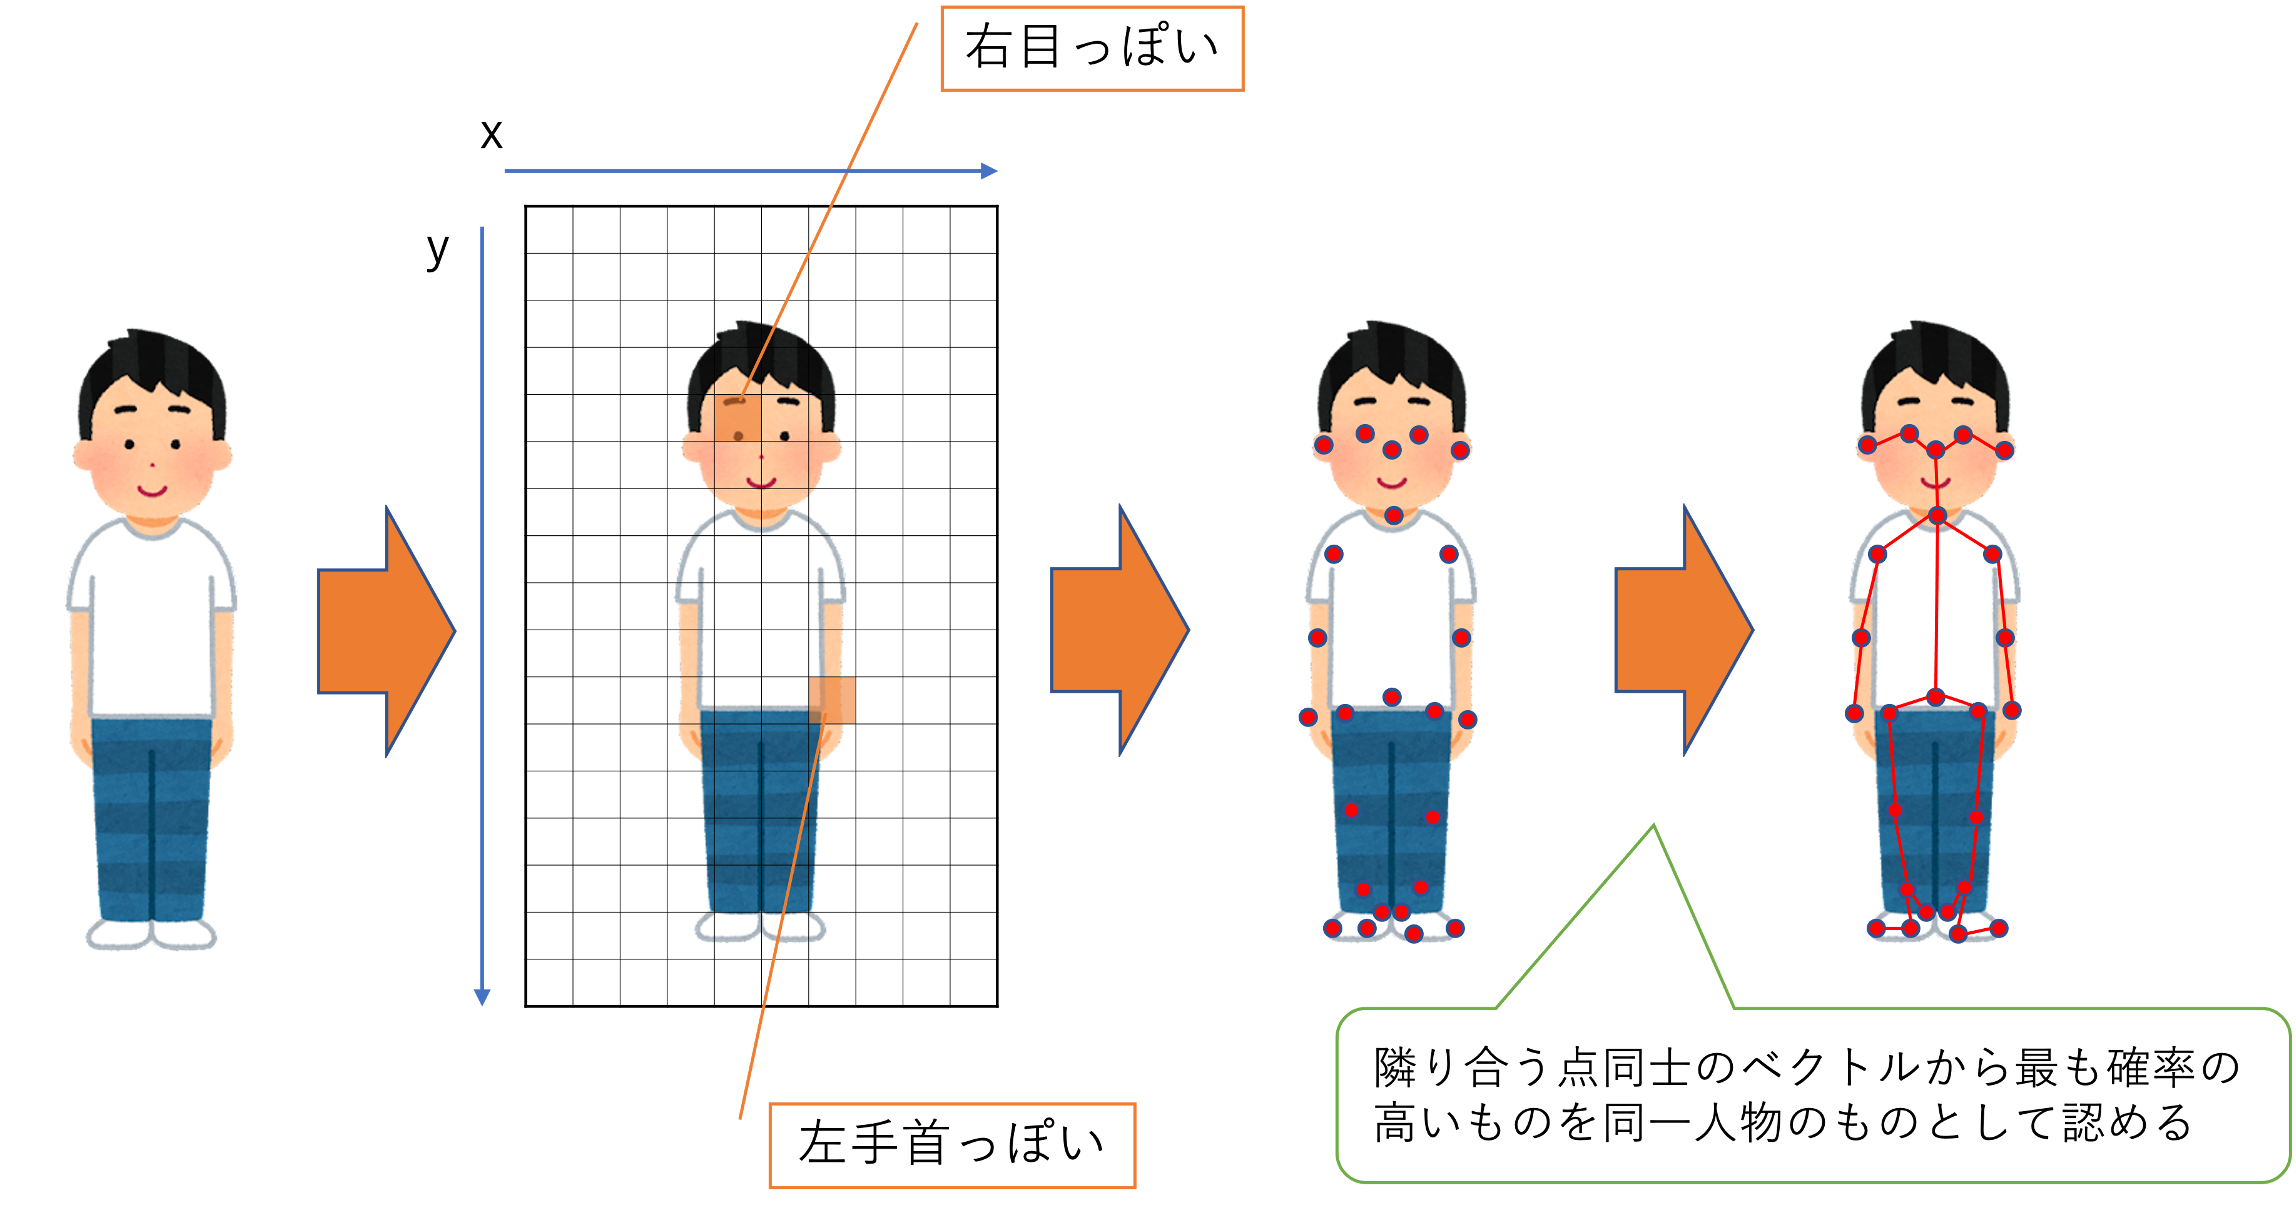 右目っぽい
x
y
左手首っぽい
隣り合う点同士のベクトルから最も確率の
高いものを同一人物のものとして認める